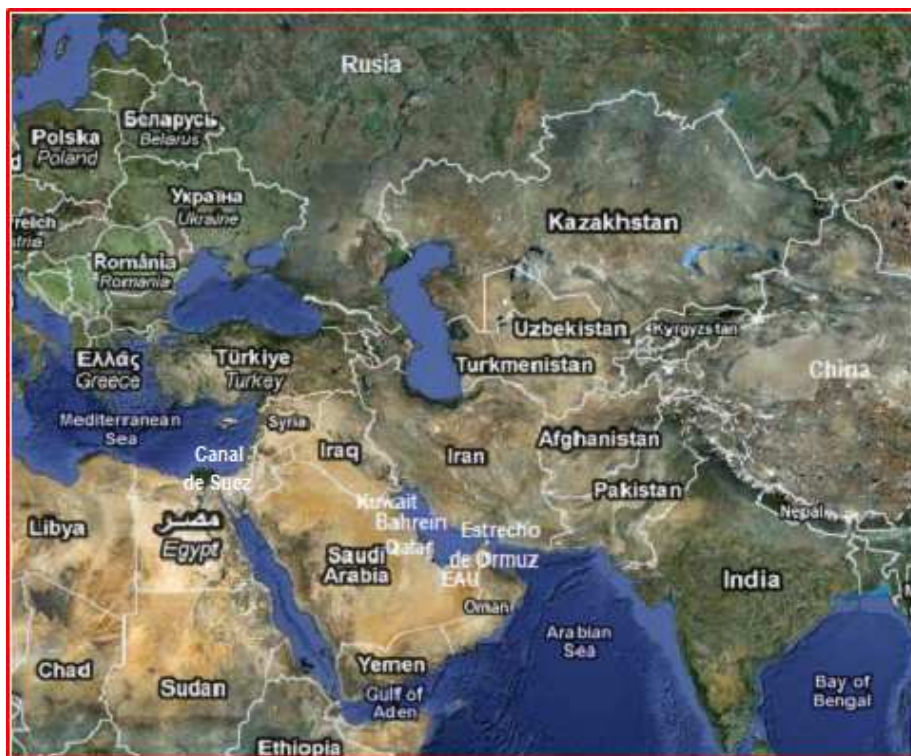 Rusia
Беларусь
Belarus
Polska
Poland
d
Україна
Ukraine
reich
stria
Kazakhstan
România
Romania
Uzbekistan
Kyrgyzstan
Ελλάς
Greece
Türkiye
Turkey
Turkmenistan
China
Mediterranean
Sea
Syria
Iraq
Iran
Afghanistan
Canal
de Suez
Pakistan
Kuwait
Bahrein
Qatar
Estrecho
de Ormuz
EAU
Nepal
Libya
مصر
Egypt
Saudi
Arabia
India
Oman
Arabian
Sea
Chad
Sudan
Yemen
Gulf of
Aden
Bay of
Bengal
Ethiopia